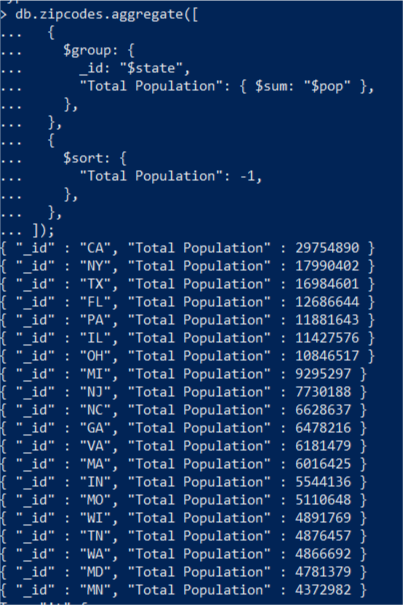 > db.zipcodes.aggregate([
... {
... $group: {
... _id: "$state",
... "Total Population": { $sum: "$pop" },
... },
... },
... {
... $sort: {
... "Total Population": -1,
... },
... },
... ]);
{ "_id" : "CA", "Total Population" : 29754890 }
{ "_id" : "NY", "Total Population" : 17990402 }
{ "_id" : "TX", "Total Population" : 16984601 }
{ "_id" : "FL", "Total Population" : 12686644 }
{ "_id" : "PA", "Total Population" : 11881643 }
{ "_id" : "IL", "Total Population" : 11427576 }
{ "_id" : "OH", "Total Population" : 10846517 }
{ "_id" : "MI", "Total Population" : 9295297 }
{ "_id" : "NJ", "Total Population" : 7730188 }
{ "_id" : "NC", "Total Population" : 6628637 }
{ "_id" : "GA", "Total Population" : 6478216 }
{ "_id" : "VA", "Total Population" : 6181479 }
{ "_id" : "MA", "Total Population" : 6016425 }
{ "_id" : "IN", "Total Population" : 5544136 }
{ "_id" : "MO", "Total Population" : 5110648 }
{ "_id" : "WI", "Total Population" : 4891769 }
{ "_id" : "TN", "Total Population" : 4876457 }
{ "_id" : "WA", "Total Population" : 4866692 }
{ "_id" : "MD", "Total Population" : 4781379 }
{ "_id" : "MN", "Total Population" : 4372982 }